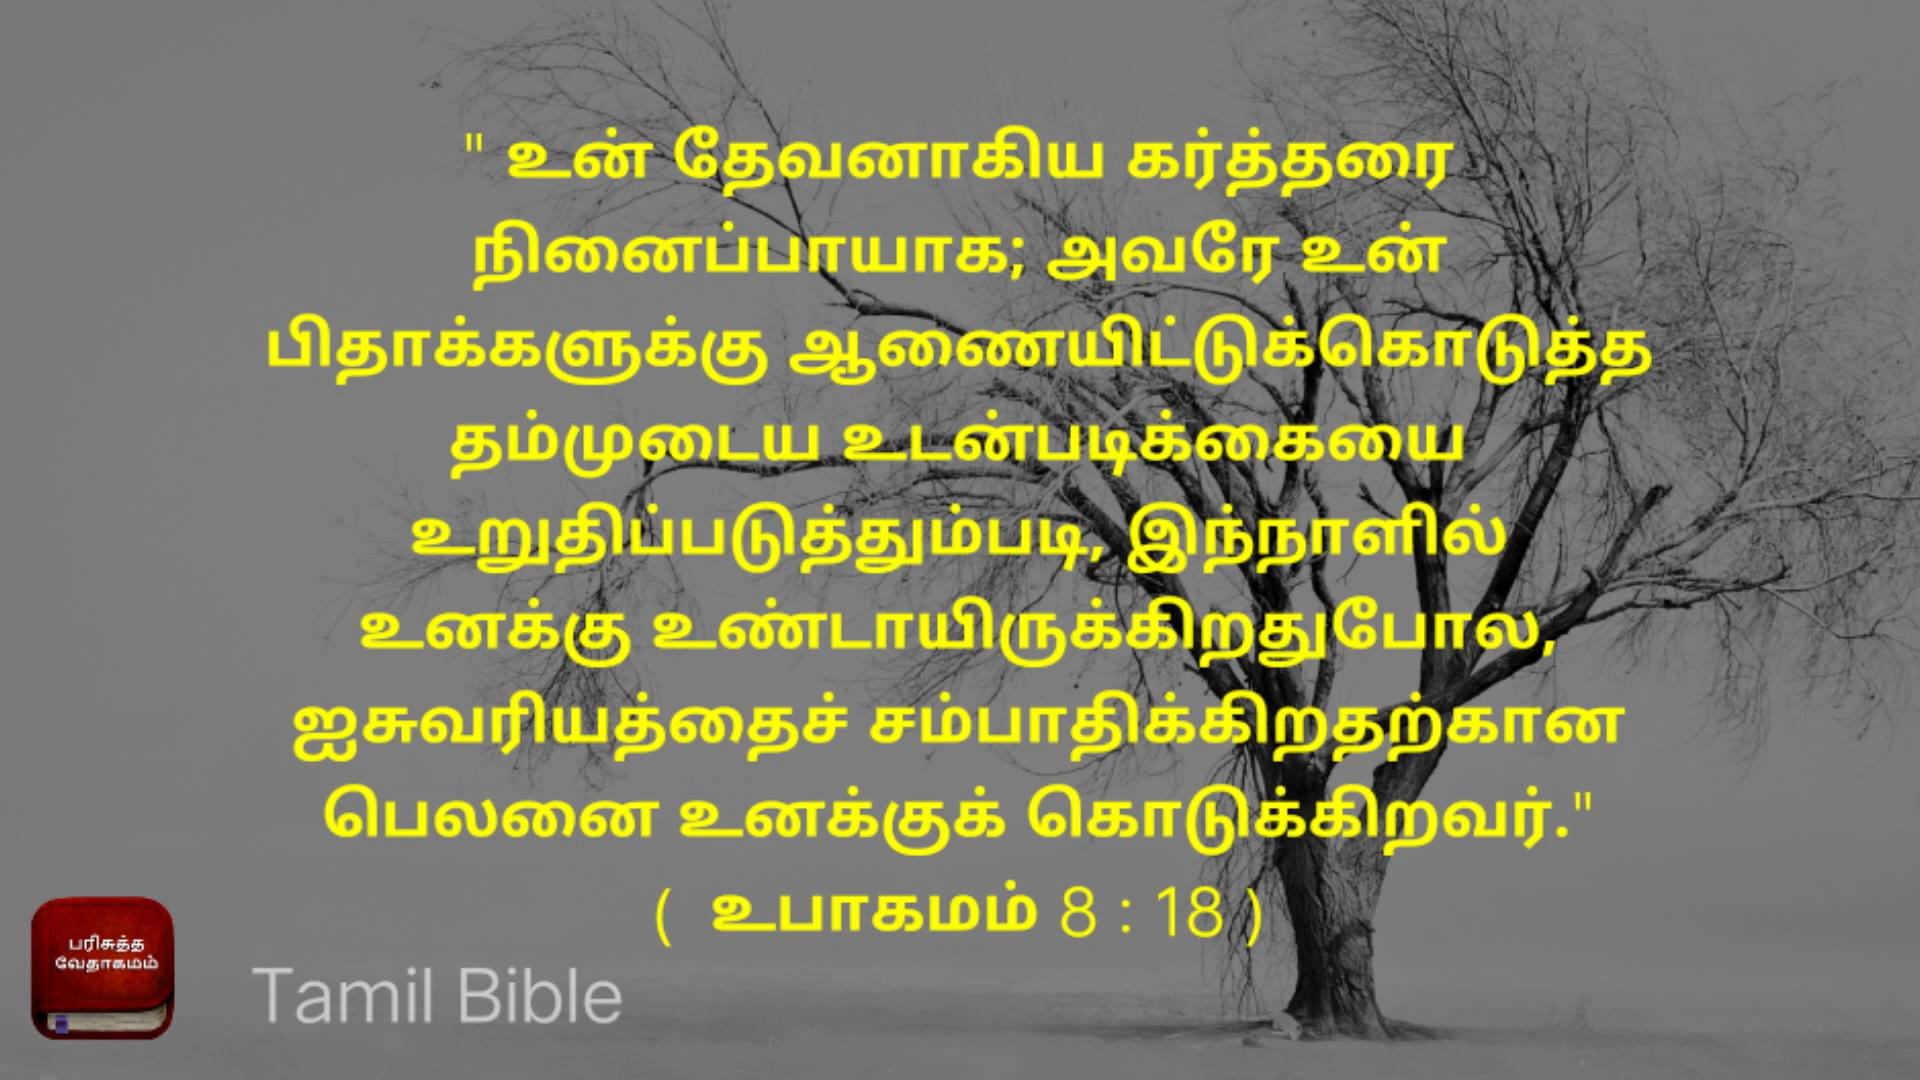 " உன் தேவனாகிய கர்த்தரை
நினைப்பாயாக; அவரே உன்
பிதாக்களுக்கு ஆணையிட்டுக்கொடுத்த
தம்முடைய உடன்படிக்கையை
உறுதிப்படுத்தும்படி, இந்நாளில்
உனக்கு உண்டாயிருக்கிறதுபோல,
ஐசுவரியத்தைச் சம்பாதிக்கிறதற்கான
பெலனை உனக்குக் கொடுக்கிறவர்."
( உபாகமம் 8 : 18 )
பரிசுத்த
வேதாகமம்
Tamil Bible